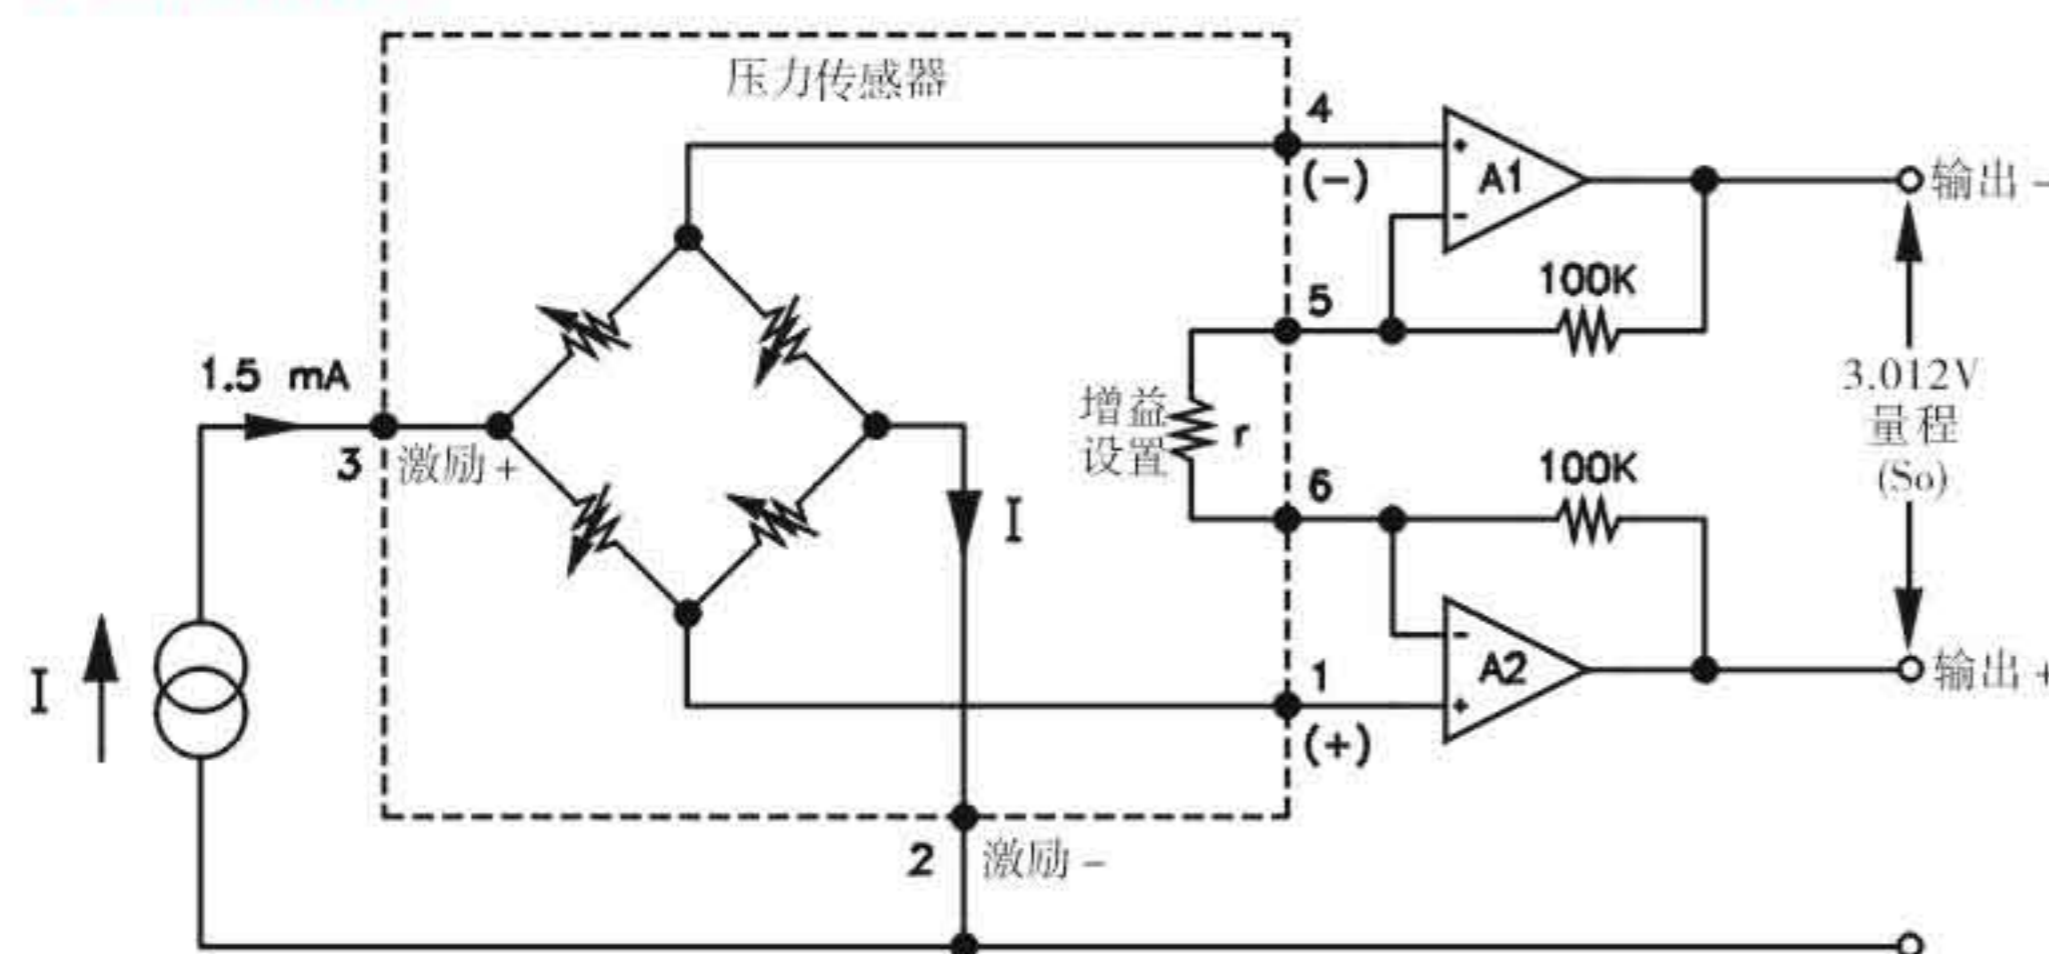 压力传感器
4
(-)
A1
输出 -
100K
5
1.5 mA
3
激励 +
增益
设置
r
3.012V
量程
(So)
6
100K
I
I
A2
1
(+)
输出 +
2
激励 -